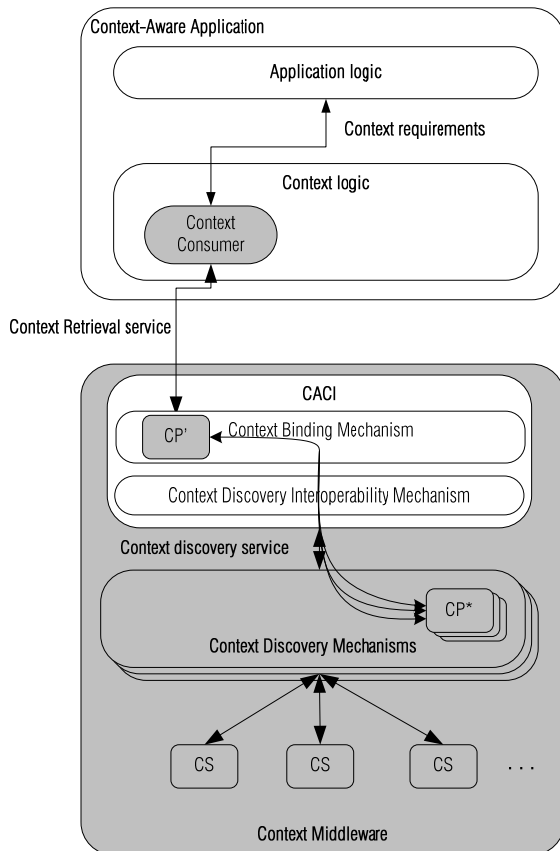 Context-Aware Application
Application logic
Context requirements
Context logic
Context
Consumer
Context Retrieval service
CACI
CP'
Context Binding Mechanism
Context Discovery Interoperability Mechanism
Context discovery service
CP*
Context Discovery Mechanisms
CS
CS
CS
...
Context Middleware